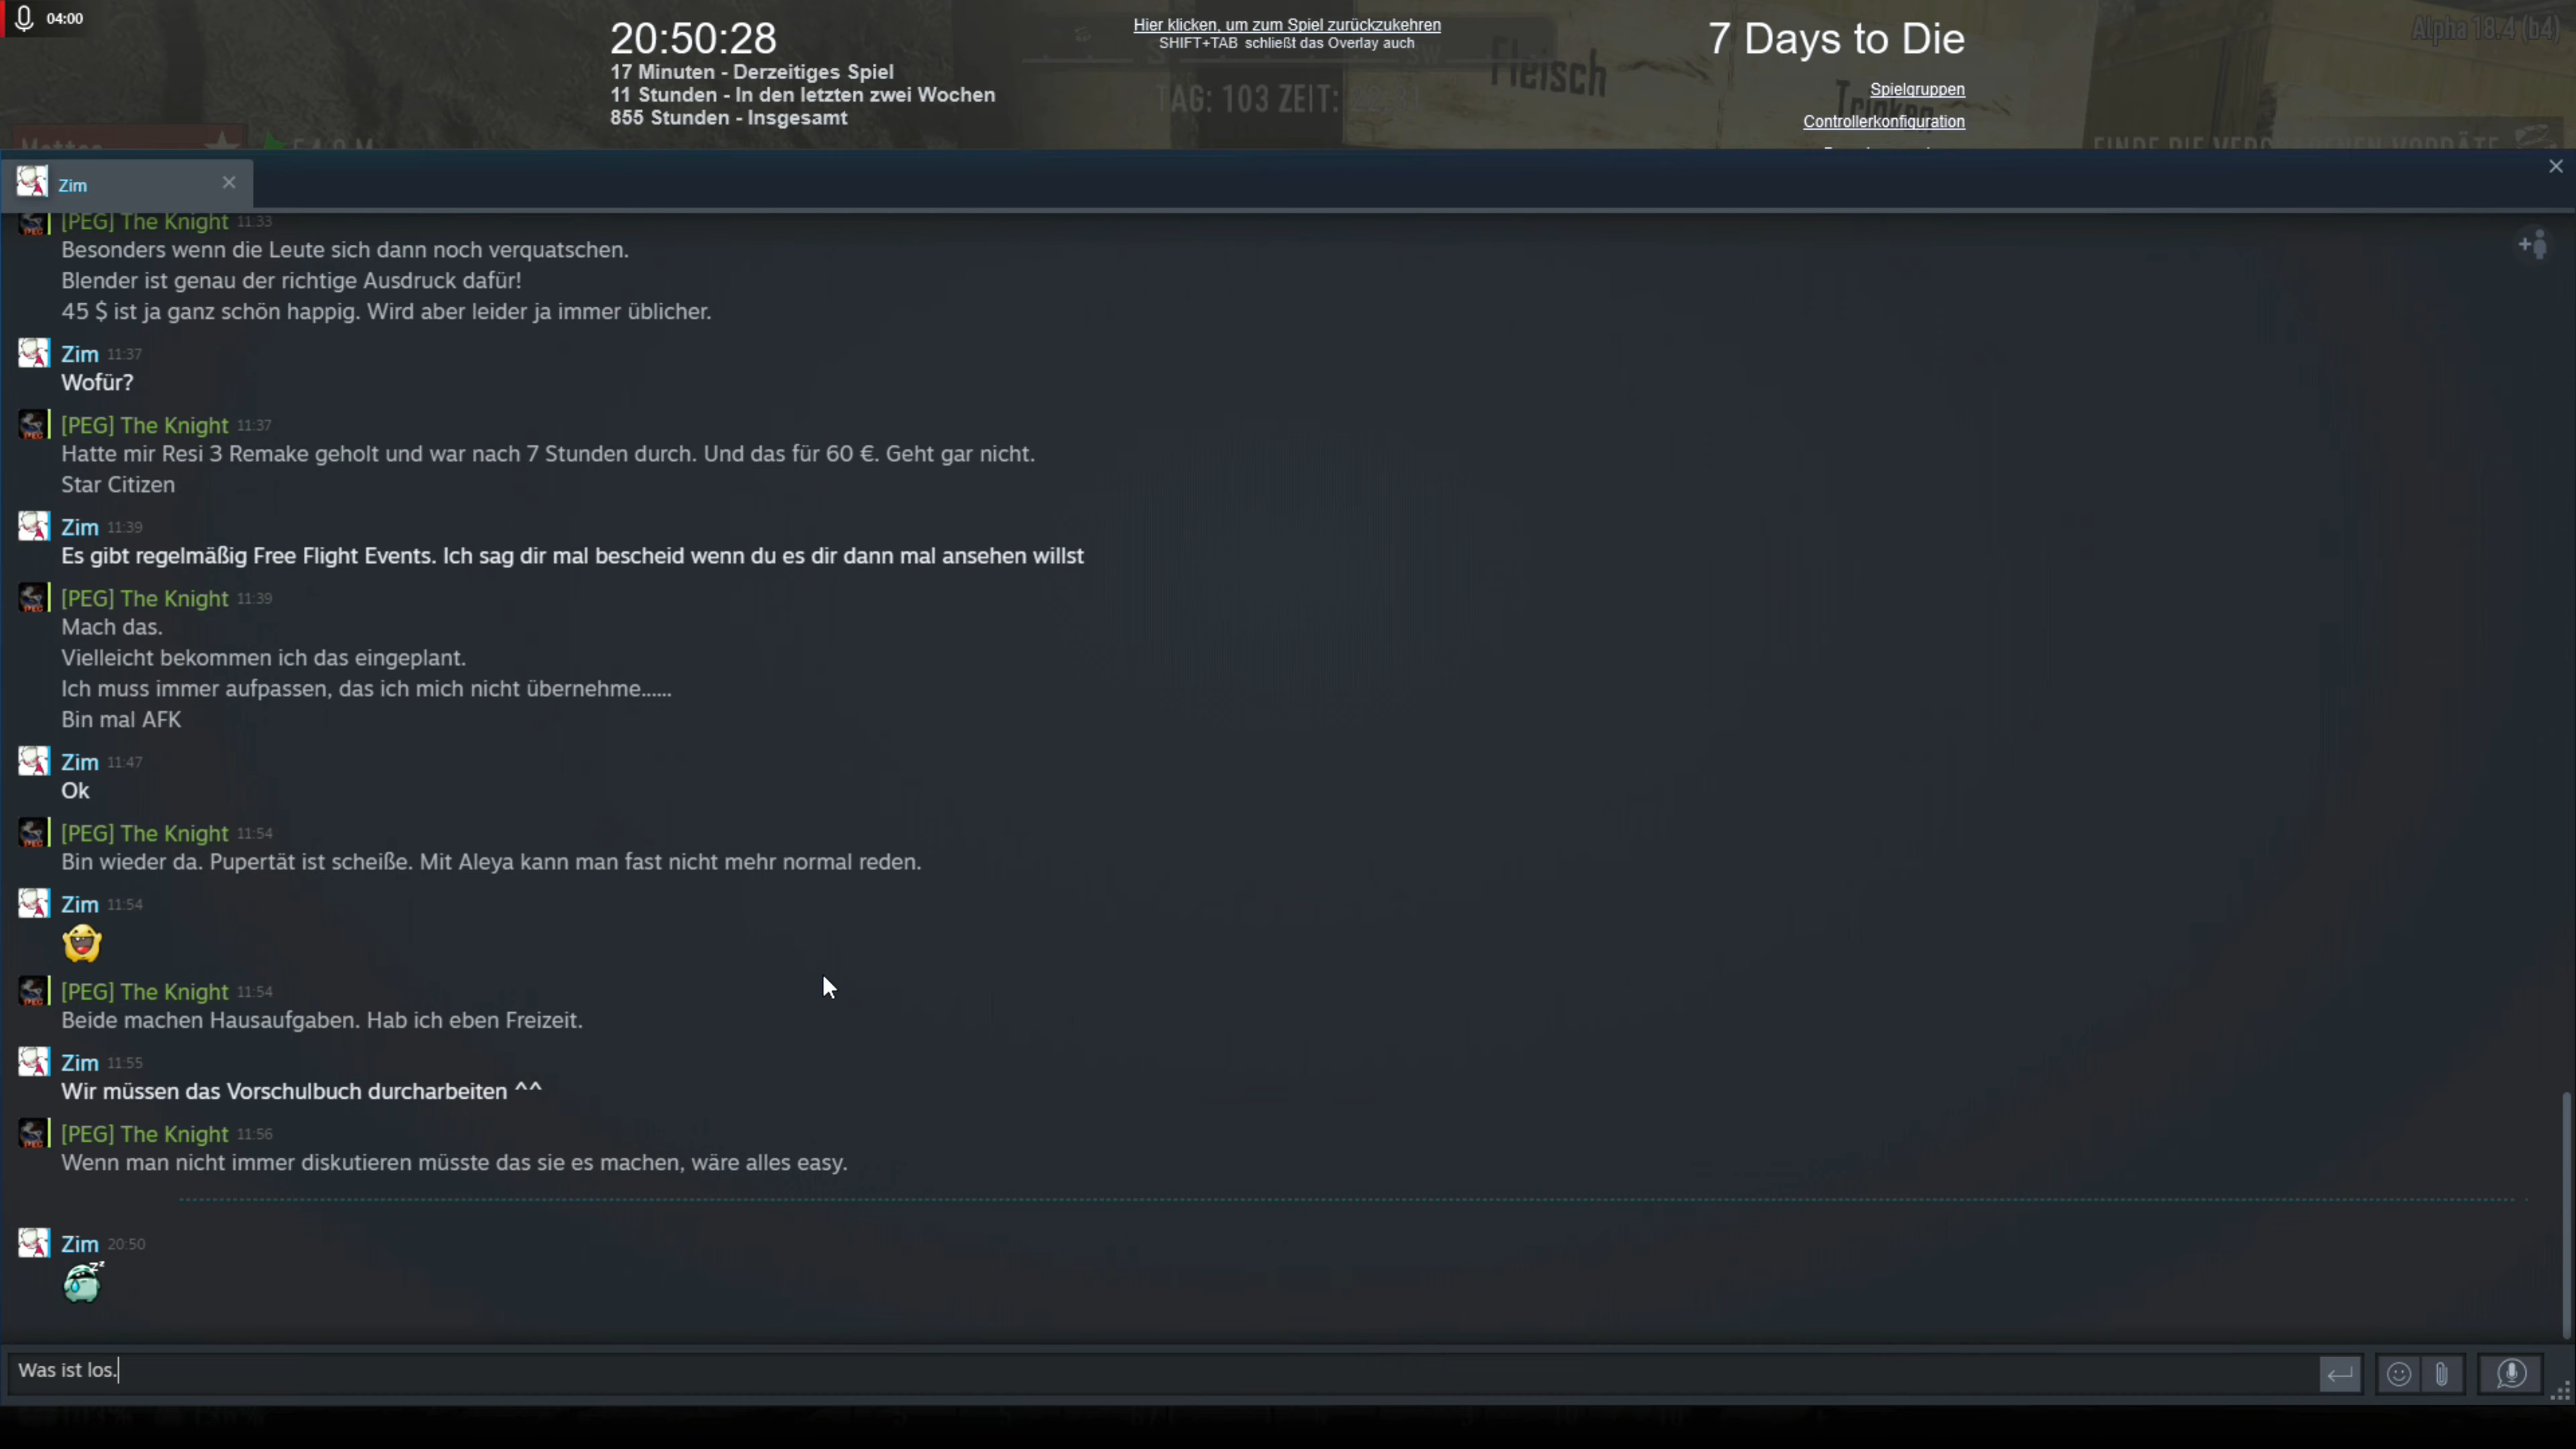 04:00
20:50:28
17 Minuten - Derzeitiges Spiel
11 Stunden - In den letzten zwei Wochen
855 Stunden - Insgesamt
Hier klicken, um zum Spiel zurückzukehren
SHIFT+TAB schließt das Overlay auch
Fleisch
TAG: 103 ZEIT:
7 Days to Die
Spielgruppen
Trinken
Controllerkonfiguration
Alpha 18.4 (b4)
Zim
[PEG] The Knight 11:33
Besonders wenn die Leute sich dann noch verquatschen.
Blender ist genau der richtige Ausdruck dafür!
45 $ ist ja ganz schön happig. Wird aber leider ja immer üblicher.
Zim 11:37
Wofür?
[PEG] The Knight 11:37
Hatte mir Resi 3 Remake geholt und war nach 7 Stunden durch. Und das für 60 €. Geht gar nicht.
Star Citizen
Zim 11:39
Es gibt regelmäßig Free Flight Events. Ich sag dir mal bescheid wenn du es dir dann mal ansehen willst
[PEG] The Knight 11:39
Mach das.
Vielleicht bekommen ich das eingeplant.
Ich muss immer aufpassen, das ich mich nicht übernehme......
Bin mal AFK
Zim 11:47
Ok
[PEG] The Knight 11:54
Bin wieder da. Pupertät ist scheiße. Mit Aleya kann man fast nicht mehr normal reden.
Zim 11:54
[PEG] The Knight 11:54
Beide machen Hausaufgaben. Hab ich eben Freizeit.
Zim 11:55
Wir müssen das Vorschulbuch durcharbeiten ^^
[PEG] The Knight 11:56
Wenn man nicht immer diskutieren müsste das sie es machen, wäre alles easy.
Zim 20:50
Was ist los.